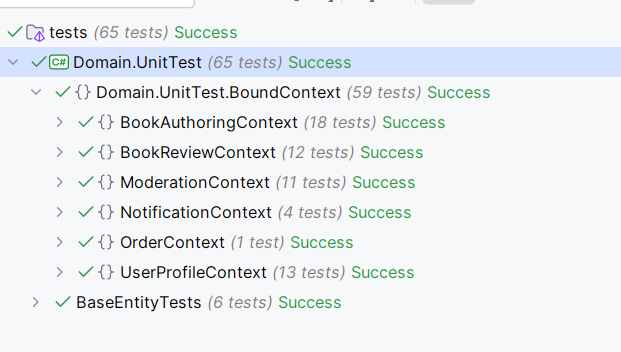 tests (65 tests) Success
C# Domain.UnitTest (65 tests) Success
{} Domain.UnitTest.BoundContext (59 tests) Success
{} BookAuthoringContext (18 tests) Success
{} BookReviewContext (12 tests) Success
{} ModerationContext (11 tests) Success
{} NotificationContext (4 tests) Success
{} OrderContext (1 test) Success
{} UserProfileContext (13 tests) Success
BaseEntityTests (6 tests) Success